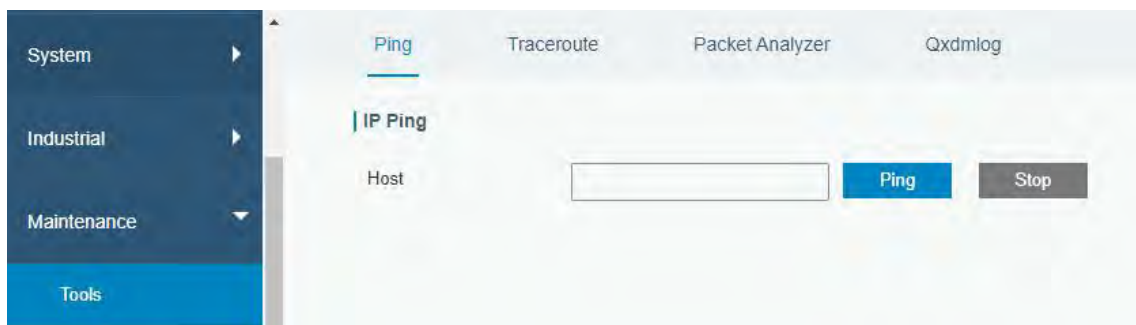 System
Industrial
Maintenance
Tools
Ping Traceroute Packet Analyzer Qxdmlog
IP Ping
Host Ping Stop